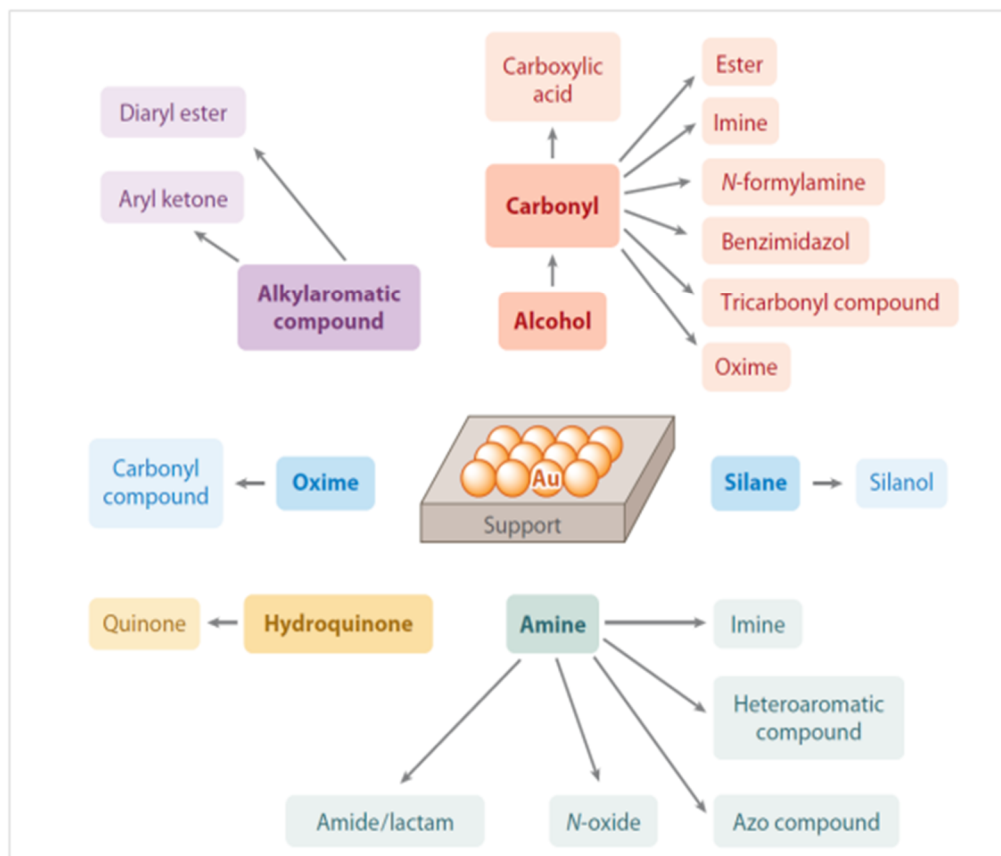 Diaryl ester
Aryl ketone
Alkylaromatic
compound
Carboxylic
acid
Carbonyl
Alcohol
Ester
Imine
N-formylamine
Benzimidazol
Tricarbonyl compound
Oxime
Carbonyl
compound
Oxime
Au
Support
Silane
Silanol
Quinone
Hydroquinone
Amine
Imine
Heteroaromatic
compound
Amide/lactam
N-oxide
Azo compound